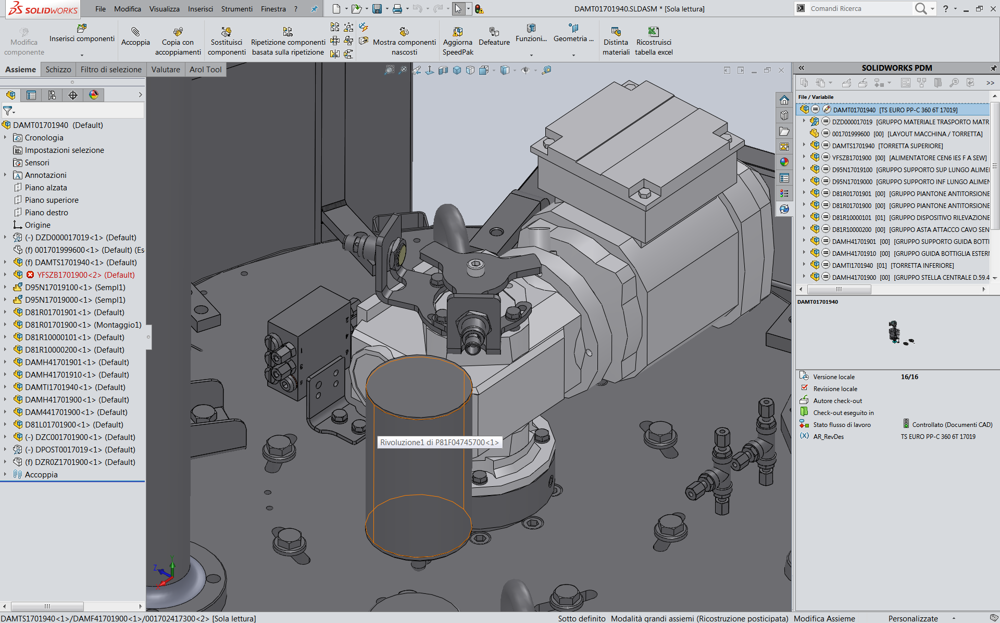 SOLIDWORKS
File Modifica Visualizza Inserisci Strumenti Finestra ?
DAMT01701940.SLDASM * [Sola lettura]
Comandi Ricerca
Modifica componente
Inserisci componenti
Accoppia
Copia con accoppiamenti
Sostituisci componenti
Ripetizione componenti basata sulla ripetizione
Mostra componenti nascosti
Aggiorna SpeedPak
Defeature
Funzioni...
Geometria ...
Distinta materiali
Ricostruisci tabella excel
Assieme Schizzo Filtro di selezione Valutare Arol Tool
DAMT01701940 (Default)
Cronologia
Impostazioni selezione
Sensori
Annotazioni
Piano alzata
Piano superiore
Piano destro
Origine
(-) DZD000017019<1> (Default)
(f) 001701999600<1> (Default) (Es
(f) DAMTS1701940<1> (Default)
YFSZB1701900<2> (Default)
D95N17019100<1> (Sempl1)
D95N17019000<1> (Sempl1)
D81R01701901<1> (Default)
D81R01701900<1> (Montaggio1)
D81R10000101<1> (Default)
D81R10000200<1> (Default)
DAMH41701901<1> (Default)
DAMH41701910<1> (Default)
DAMTI1701940<1> (Default)
DAMH41701900<1> (Default)
DAM441701900<1> (Default)
D81L01701900<1> (Default)
(-) DZC001701900<1> (Default)
(-) DPOST0017019<1> (Default)
(f) DZR0Z1701900<1> (Default)
Accoppia
Rivoluzione1 di P81F04745700<1>
Z
Y
X
SOLIDWORKS PDM
File / Variabile
DAMT01701940 [TS EURO PP-C 360 6T 17019]
DZD000017019 [GRUPPO MATERIALE TRASPORTO MATR
001701999600 [00] [LAYOUT MACCHINA / TORRETTA]
DAMTS1701940 [TORRETTA SUPERIORE]
YFSZB1701900 [00] [ALIMENTATORE CEN6 IES F A SEW]
D95N17019100 [GRUPPO SUPPORTO SUP LUNGO ALIME
D95N17019000 [GRUPPO SUPPORTO INF LUNGO ALIMEN
D81R01701901 [00] [GRUPPO PIANTONE ANTITORSIONE
D81R01701900 [00] [GRUPPO PIANTONE ANTITORSIONE
D81R10000101 [01] [GRUPPO DISPOSITIVO RILEVAZIONE
D81R10000200 [00] [GRUPPO ASTA ATTACCO CAVO SEN
DAMH41701901 [00] [GRUPPO SUPPORTO GUIDA BOTTI
DAMH41701910 [00] [GRUPPO GUIDA BOTTIGLIA ESTERN
DAMTI1701940 [01] [TORRETTA INFERIORE]
DAMH41701900 [00] [GRUPPO STELLA CENTRALE D.59.4
DAMT01701940
Versione locale 16/16
Revisione locale
Autore check-out
Check-out eseguito in
Stato flusso di lavoro Controllato (Documenti CAD)
AR_RevDes TS EURO PP-C 360 6T 17019
DAMTS1701940<1>/DAMF41701900<1>/001702417300<2> [Sola lettura]
Sotto definito Modalità grandi assiemi (Ricostruzione posticipata) Modifica Assieme Personalizzate